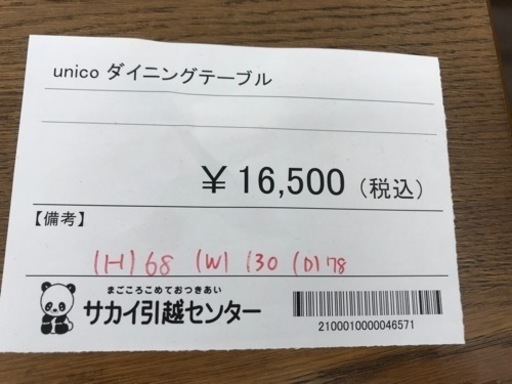 unico ダイニングテーブル
￥16,500（税込）
【備考】
(H) 68 (W) 130 (D) 78
まごころこめておつきあい
サカイ引越センター
2100010000046571